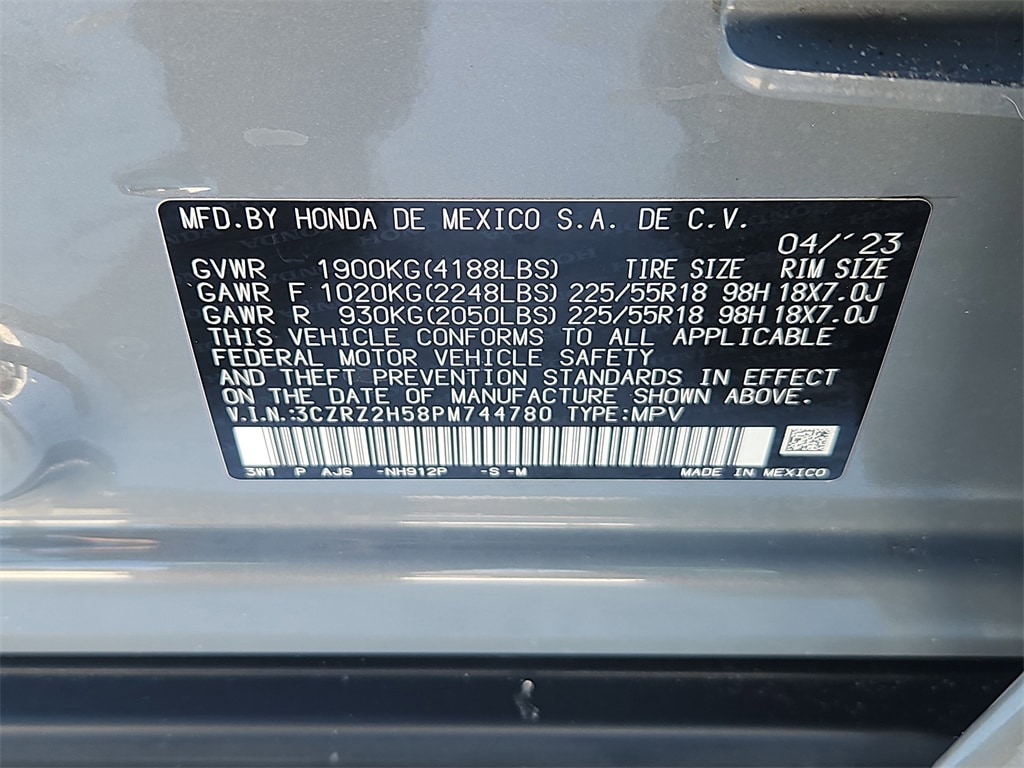 MFD.BY HONDA DE MEXICO S.A. DE C.V.
04/´23
GVWR 1900KG(4188LBS) TIRE SIZE RIM SIZE
GAWR F 1020KG(2248LBS) 225/55R18 98H 18X7.0J
GAWR R 930KG(2050LBS) 225/55R18 98H 18X7.0J
THIS VEHICLE CONFORMS TO ALL APPLICABLE
FEDERAL MOTOR VEHICLE SAFETY
AND THEFT PREVENTION STANDARDS IN EFFECT
ON THE DATE OF MANUFACTURE SHOWN ABOVE.
V.I.N.:3CZRZ2H58PM744780 TYPE:MPV
3W1 P AJ6 -NH912P -S -M MADE IN MEXICO